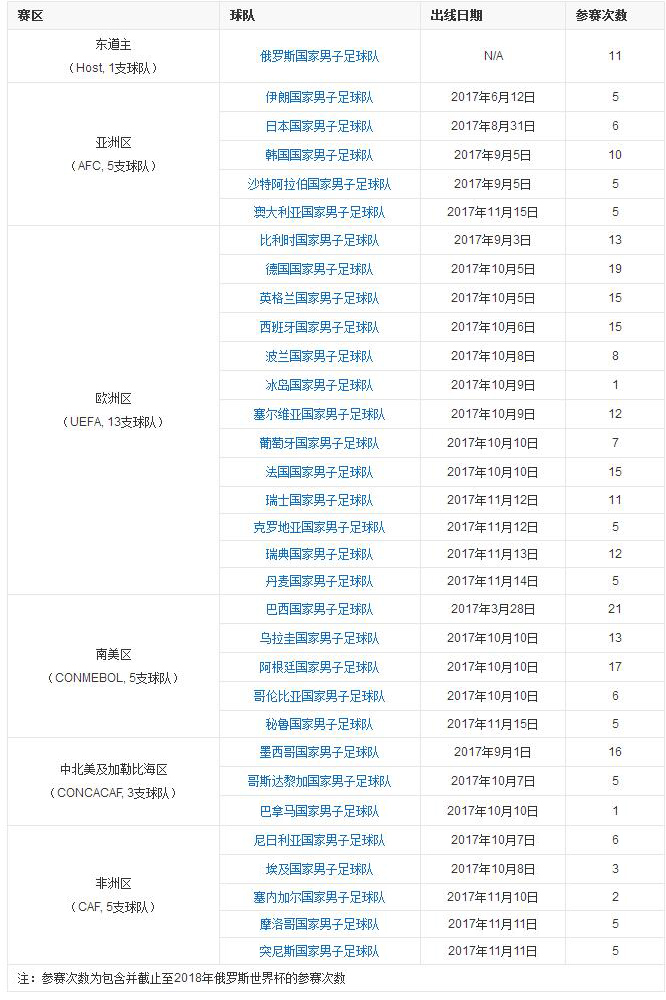 赛区 球队 出线日期 参赛次数
东道主
（Host, 1支球队） 俄罗斯国家男子足球队 N/A 11
亚洲区
（AFC, 5支球队）
伊朗国家男子足球队 2017年6月12日 5
日本国家男子足球队 2017年8月31日 6
韩国国家男子足球队 2017年9月5日 10
沙特阿拉伯国家男子足球队 2017年9月5日 5
澳大利亚国家男子足球队 2017年11月15日 5
欧洲区
（UEFA, 13支球队）
比利时国家男子足球队 2017年9月3日 13
德国国家男子足球队 2017年10月5日 19
英格兰国家男子足球队 2017年10月5日 15
西班牙国家男子足球队 2017年10月6日 15
波兰国家男子足球队 2017年10月8日 8
冰岛国家男子足球队 2017年10月9日 1
塞尔维亚国家男子足球队 2017年10月9日 12
葡萄牙国家男子足球队 2017年10月10日 7
法国国家男子足球队 2017年10月10日 15
瑞士国家男子足球队 2017年11月12日 11
克罗地亚国家男子足球队 2017年11月12日 5
瑞典国家男子足球队 2017年11月13日 12
丹麦国家男子足球队 2017年11月14日 5
南美区
（CONMEBOL, 5支球队）
巴西国家男子足球队 2017年3月28日 21
乌拉圭国家男子足球队 2017年10月10日 13
阿根廷国家男子足球队 2017年10月10日 17
哥伦比亚国家男子足球队 2017年10月10日 6
秘鲁国家男子足球队 2017年11月15日 5
中北美及加勒比海区
（CONCACAF, 3支球队）
墨西哥国家男子足球队 2017年9月1日 16
哥斯达黎加国家男子足球队 2017年10月7日 5
巴拿马国家男子足球队 2017年10月10日 1
非洲区
（CAF, 5支球队）
尼日利亚国家男子足球队 2017年10月7日 6
埃及国家男子足球队 2017年10月8日 3
塞内加尔国家男子足球队 2017年11月10日 2
摩洛哥国家男子足球队 2017年11月11日 5
突尼斯国家男子足球队 2017年11月11日 5
注：参赛次数为包含并截止至2018年俄罗斯世界杯的参赛次数